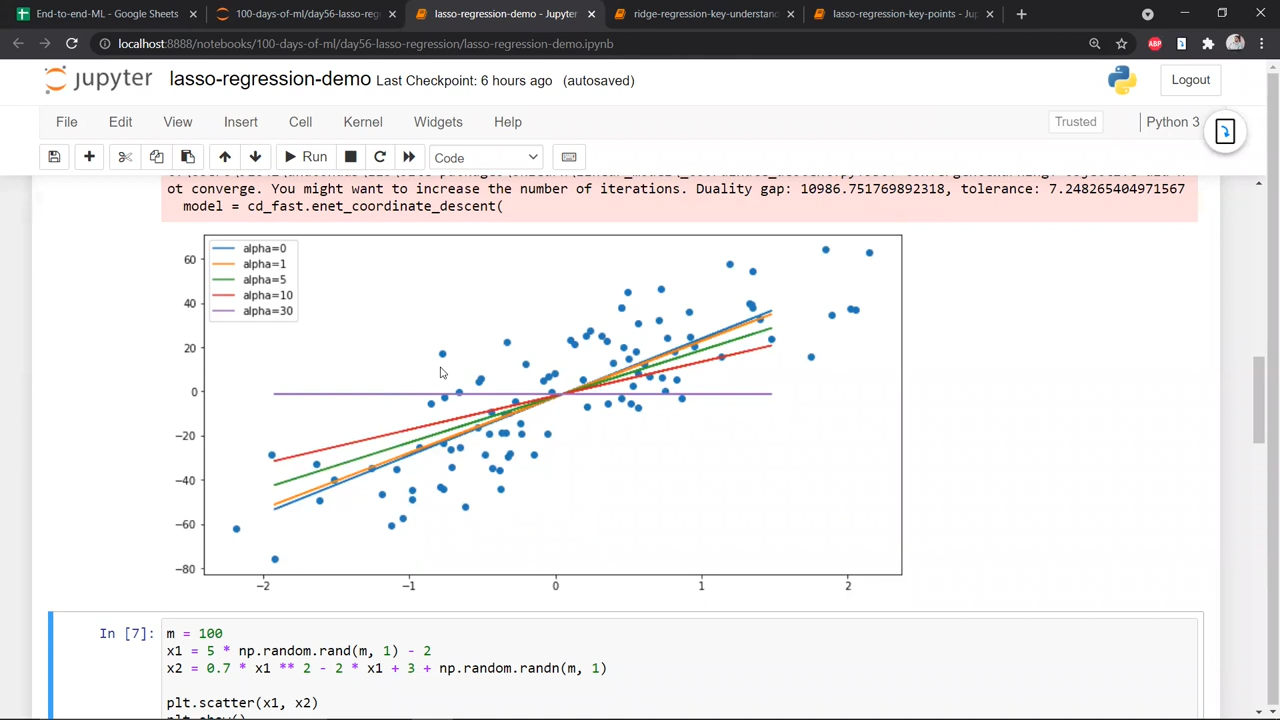 End-to-end-ML - Google Sheets
100-days-of-ml/day56-lasso-regr
lasso-regression-demo - Jupyter
ridge-regression-key-understand
lasso-regression-key-points - Jup
localhost:8888/notebooks/100-days-of-ml/day56-lasso-regression/lasso-regression-demo.ipynb
ABP
jupyter lasso-regression-demo Last Checkpoint: 6 hours ago (autosaved)
Logout
File Edit View Insert Cell Kernel Widgets Help
Trusted
Python 3
Run
Code
ot converge. You might want to increase the number of iterations. Duality gap: 10986.751769892318, tolerance: 7.248265404971567
model = cd_fast.enet_coordinate_descent(
alpha=0
alpha=1
alpha=5
alpha=10
alpha=30
60
40
20
0
−20
−40
−60
−80
−2 −1 0 1 2
In [7]: m = 100
x1 = 5 * np.random.rand(m, 1) - 2
x2 = 0.7 * x1 ** 2 - 2 * x1 + 3 + np.random.randn(m, 1)
plt.scatter(x1, x2)
plt.show()